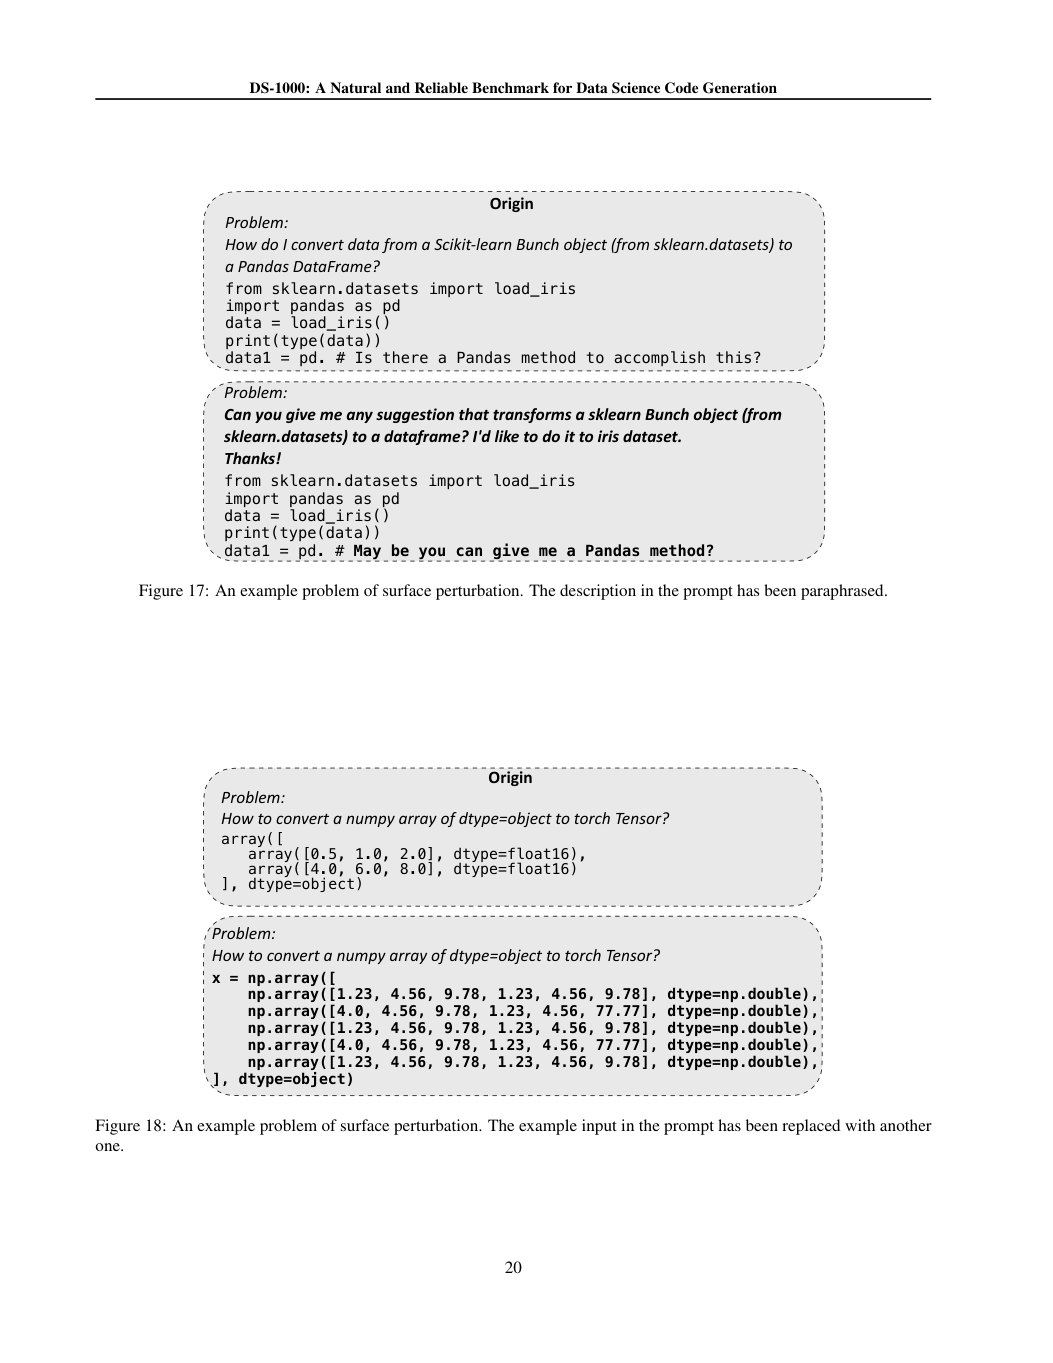 DS-1000: A Natural and Reliable Benchmark for Data Science Code Generation
Origin
Problem:
How do I convert data from a Scikit-learn Bunch object (from sklearn.datasets) to
a Pandas DataFrame?
from sklearn.datasets import load_iris
import pandas as pd
data = load_iris()
print(type(data))
data1 = pd. # Is there a Pandas method to accomplish this?
Problem:
Can you give me any suggestion that transforms a sklearn Bunch object (from
sklearn.datasets) to a dataframe? I'd like to do it to iris dataset.
Thanks!
from sklearn.datasets import load_iris
import pandas as pd
data = load_iris()
print(type(data))
data1 = pd. # May be you can give me a Pandas method?
Figure 17: An example problem of surface perturbation. The description in the prompt has been paraphrased.
Origin
Problem:
How to convert a numpy array of dtype=object to torch Tensor?
array([
   array([0.5, 1.0, 2.0], dtype=float16),
   array([4.0, 6.0, 8.0], dtype=float16)
], dtype=object)
Problem:
How to convert a numpy array of dtype=object to torch Tensor?
x = np.array([
    np.array([1.23, 4.56, 9.78, 1.23, 4.56, 9.78], dtype=np.double),
    np.array([4.0, 4.56, 9.78, 1.23, 4.56, 77.77], dtype=np.double),
    np.array([1.23, 4.56, 9.78, 1.23, 4.56, 9.78], dtype=np.double),
    np.array([4.0, 4.56, 9.78, 1.23, 4.56, 77.77], dtype=np.double),
    np.array([1.23, 4.56, 9.78, 1.23, 4.56, 9.78], dtype=np.double),
], dtype=object)
Figure 18: An example problem of surface perturbation. The example input in the prompt has been replaced with another
one.
20